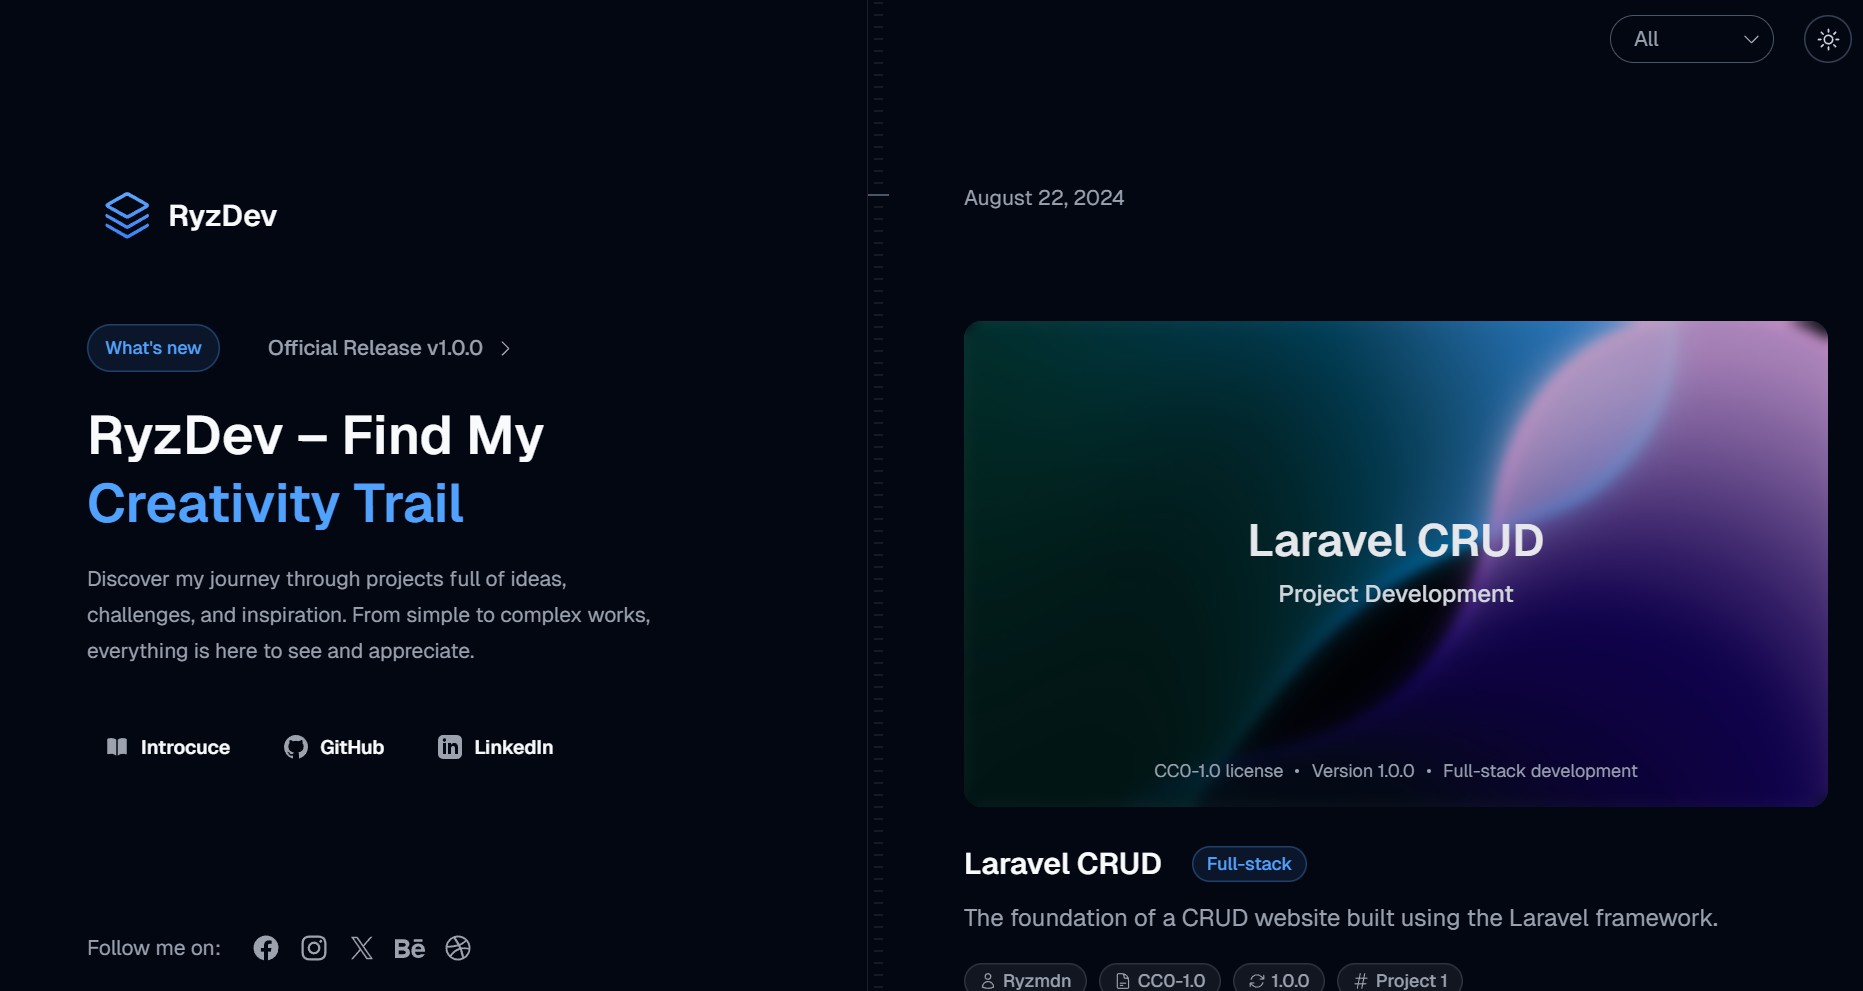 RyzDev
What's new
Official Release v1.0.0
RyzDev – Find My
Creativity Trail
Discover my journey through projects full of ideas,
challenges, and inspiration. From simple to complex works,
everything is here to see and appreciate.
Introcuce
GitHub
LinkedIn
Follow me on:
Bē
All
August 22, 2024
Laravel CRUD
Project Development
CC0-1.0 license • Version 1.0.0 • Full-stack development
Laravel CRUD
Full-stack
The foundation of a CRUD website built using the Laravel framework.
Ryzmdn
CC0-1.0
1.0.0
# Project 1